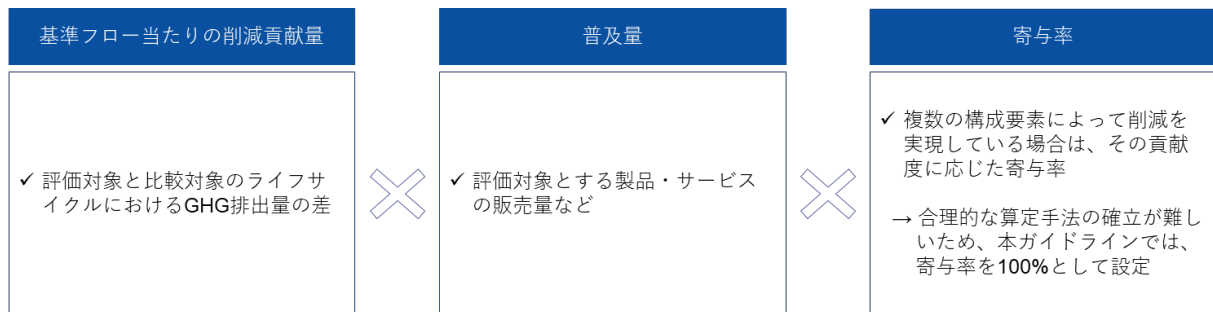 基準フロー当たりの削減貢献量
✓ 評価対象と比較対象のライフサ
イクルにおけるGHG排出量の差
普及量
✓ 評価対象とする製品・サービス
の販売量など
寄与率
✓ 複数の構成要素によって削減を
実現している場合は、その貢献
度に応じた寄与率
→ 合理的な算定手法の確立が難し
いため、本ガイドラインでは、
寄与率を100%として設定